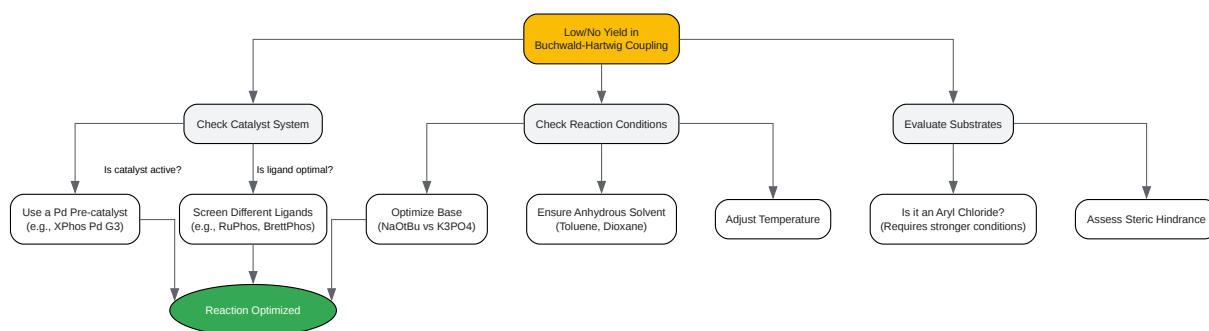 Low/No Yield in
Buchwald-Hartwig Coupling
Check Catalyst System
Check Reaction Conditions
Evaluate Substrates
Is catalyst active?
Is ligand optimal?
Use a Pd Pre-catalyst
(e.g., XPhos Pd G3)
Screen Different Ligands
(e.g., RuPhos, BrettPhos)
Optimize Base
(NaOtBu vs K3PO4)
Ensure Anhydrous Solvent
(Toluene, Dioxane)
Adjust Temperature
Is it an Aryl Chloride?
(Requires stronger conditions)
Assess Steric Hindrance
Reaction Optimized